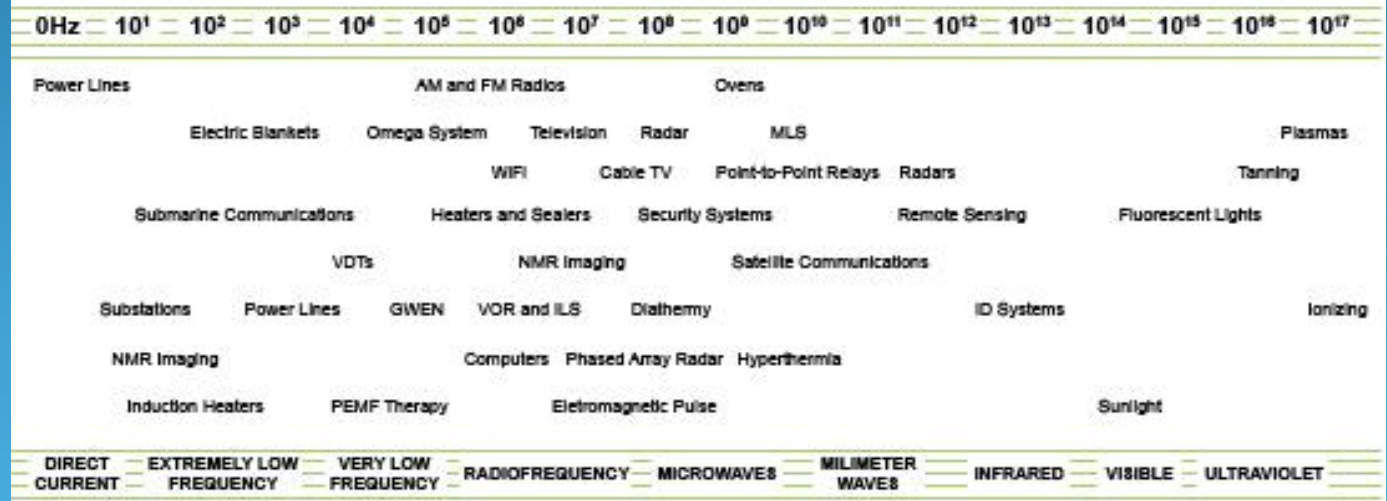 0Hz 10¹ 10² 10³ 10⁴ 10⁵ 10⁶ 10⁷ 10⁸ 10⁹ 10¹⁰ 10¹¹ 10¹² 10¹³ 10¹⁴ 10¹⁵ 10¹⁶ 10¹⁷
Power Lines AM and FM Radios Ovens
Electric Blankets Omega System Television Radar MLS Plasmas
WIFI Cable TV Point-to-Point Relays Radars Tanning
Submarine Communications Heaters and Sealers Security Systems Remote Sensing Fluorescent Lights
VDTs NMR Imaging Satellite Communications
Substations Power Lines GWEN VOR and ILS Diathermy ID Systems Ionizing
NMR Imaging Computers Phased Array Radar Hyperthermia
Induction Heaters PEMF Therapy Eletromagnetic Pulse Sunlight
DIRECT CURRENT EXTREMELY LOW FREQUENCY VERY LOW FREQUENCY RADIOFREQUENCY MICROWAVES MILIMETER WAVES INFRARED VISIBLE ULTRAVIOLET